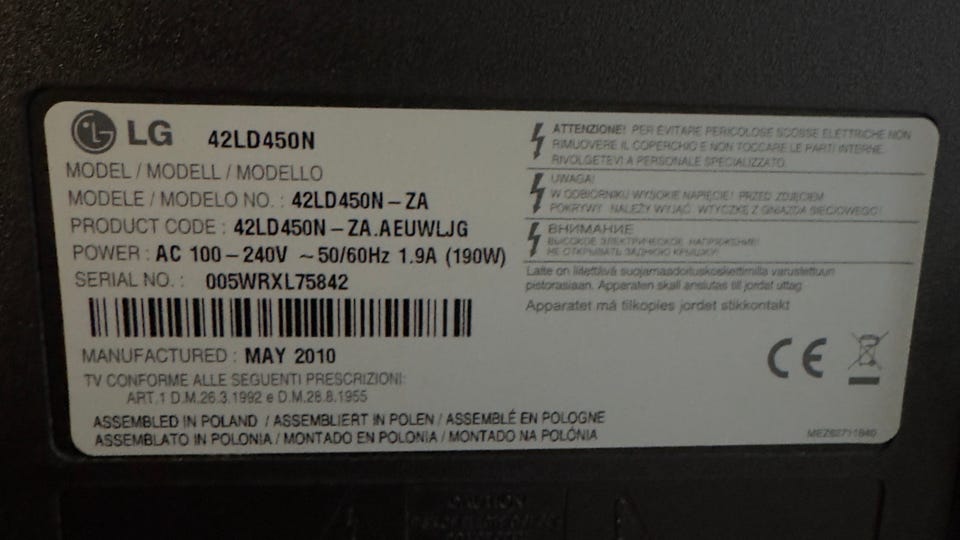 LG 42LD450N
MODEL / MODELL / MODELLO
MODELE / MODELO NO. : 42LD450N-ZA
PRODUCT CODE : 42LD450N-ZA.AEUWLJG
POWER : AC 100-240V ~50/60Hz 1.9A (190W)
SERIAL NO. : 005WRXL75842
MANUFACTURED : MAY 2010
TV CONFORME ALLE SEGUENTI PRESCRIZIONI:
ART.1 D.M.26.3.1992 e D.M.28.8.1955
ASSEMBLED IN POLAND / ASSEMBLIERT IN POLEN / ASSEMBLÉ EN POLOGNE
ASSEMBLATO IN POLONIA / MONTADO EN POLONIA / MONTADO NA POLÓNIA
ATTENZIONE! PER EVITARE PERICOLOSE SCOSSE ELETTRICHE NON
RIMUOVERE IL COPERCHIO E NON TOCCARE LE PARTI INTERNE.
RIVOLGETEVI A PERSONALE SPECIALIZZATO.
UWAGA!
W ODBIORNIKU WYSOKIE NAPIĘCIE! PRZED ZDJĘCIEM
POKRYWY NALEŻY WYJĄĆ WTYCZKĘ Z GNIAZDA SIECIOWEGO!
ВНИМАНИЕ
ВЫСОКОЕ ЭЛЕКТРИЧЕСКОЕ НАПРЯЖЕНИЕ!
НЕ ОТКРЫВАТЬ ЗАДНЮЮ КРЫШКУ!
Laite on liitettävä suojamaadoituskoskettimilla varustettuun
pistorasiaan. Apparaten skall anslutas till jordat uttag.
Apparatet må tilkoples jordet stikkontakt
CE
MEZ62711840
CAUTION